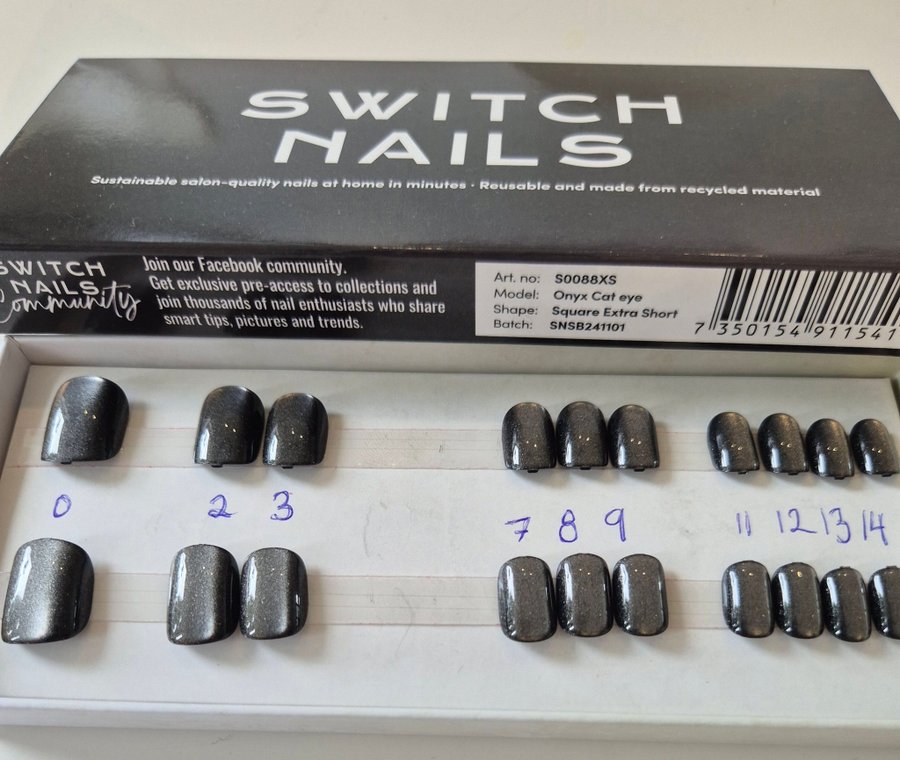 SWITCH
NAILS
Sustainable salon-quality nails at home in minutes · Reusable and made from recycled material
SWITCH
NAILS
Community
Join our Facebook community.
Get exclusive pre-access to collections and
join thousands of nail enthusiasts who share
smart tips, pictures and trends.
Art. no: S0088XS
Model: Onyx Cat eye
Shape: Square Extra Short
Batch: SNSB241101
7 350154 911541
0 2 3 7 8 9 11 12 13 14